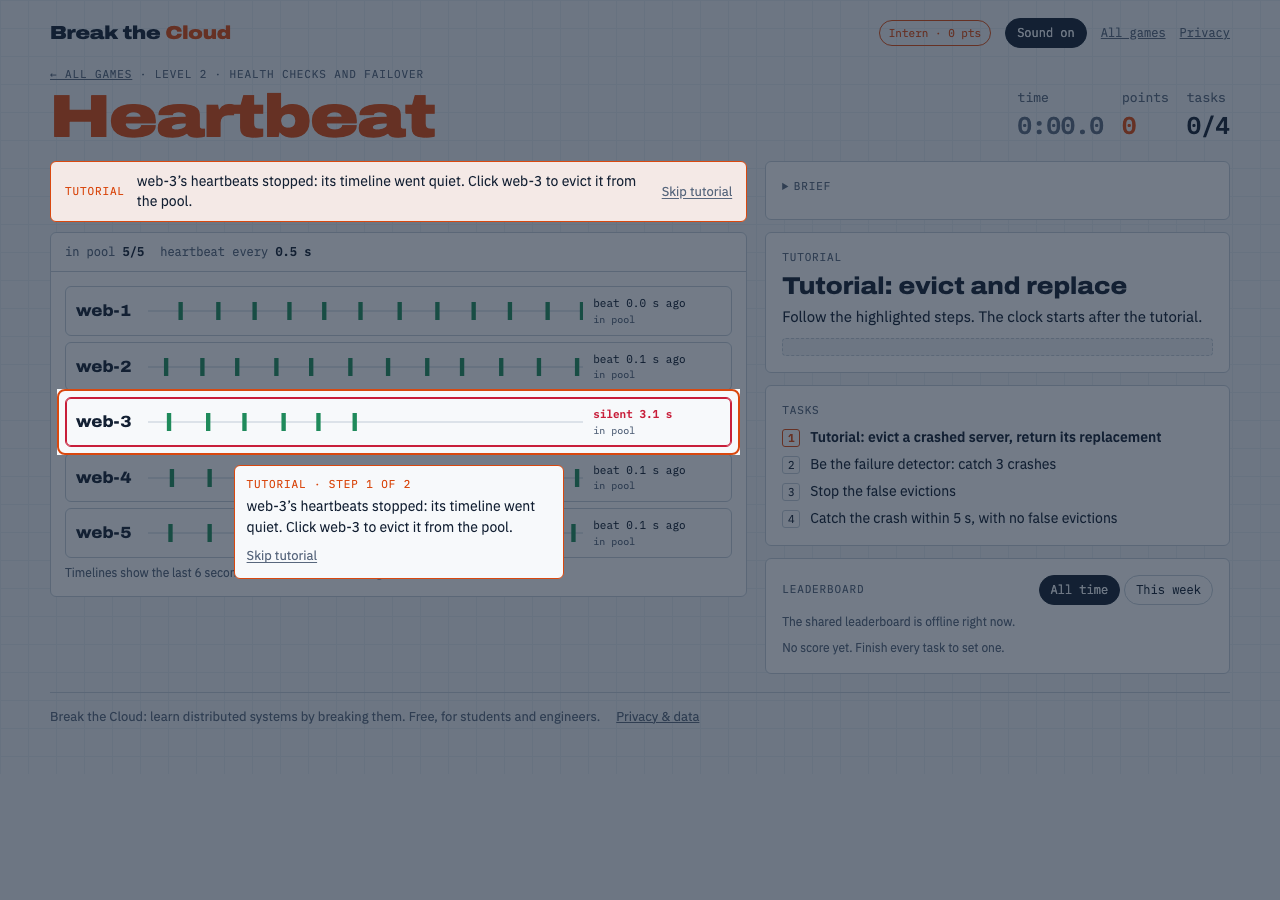 Break the Cloud
Intern · 0 pts
Sound on
All games
Privacy
← ALL GAMES · LEVEL 2 · HEALTH CHECKS AND FAILOVER
Heartbeat
time
points
tasks
0:00.0
0
0/4
TUTORIAL
web-3’s heartbeats stopped: its timeline went quiet. Click web-3 to evict it from
the pool.
Skip tutorial
▶ BRIEF
in pool 5/5 heartbeat every 0.5 s
web-1
beat 0.0 s ago
in pool
web-2
beat 0.1 s ago
in pool
web-3
silent 3.1 s
in pool
web-4
beat 0.1 s ago
in pool
web-5
beat 0.1 s ago
in pool
Timelines show the last 6
TUTORIAL · STEP 1 OF 2
web-3’s heartbeats stopped: its timeline went
quiet. Click web-3 to evict it from the pool.
Skip tutorial
TUTORIAL
Tutorial: evict and replace
Follow the highlighted steps. The clock starts after the tutorial.
TASKS
1 Tutorial: evict a crashed server, return its replacement
2 Be the failure detector: catch 3 crashes
3 Stop the false evictions
4 Catch the crash within 5 s, with no false evictions
LEADERBOARD
All time
This week
The shared leaderboard is offline right now.
No score yet. Finish every task to set one.
Break the Cloud: learn distributed systems by breaking them. Free, for students and engineers.
Privacy & data